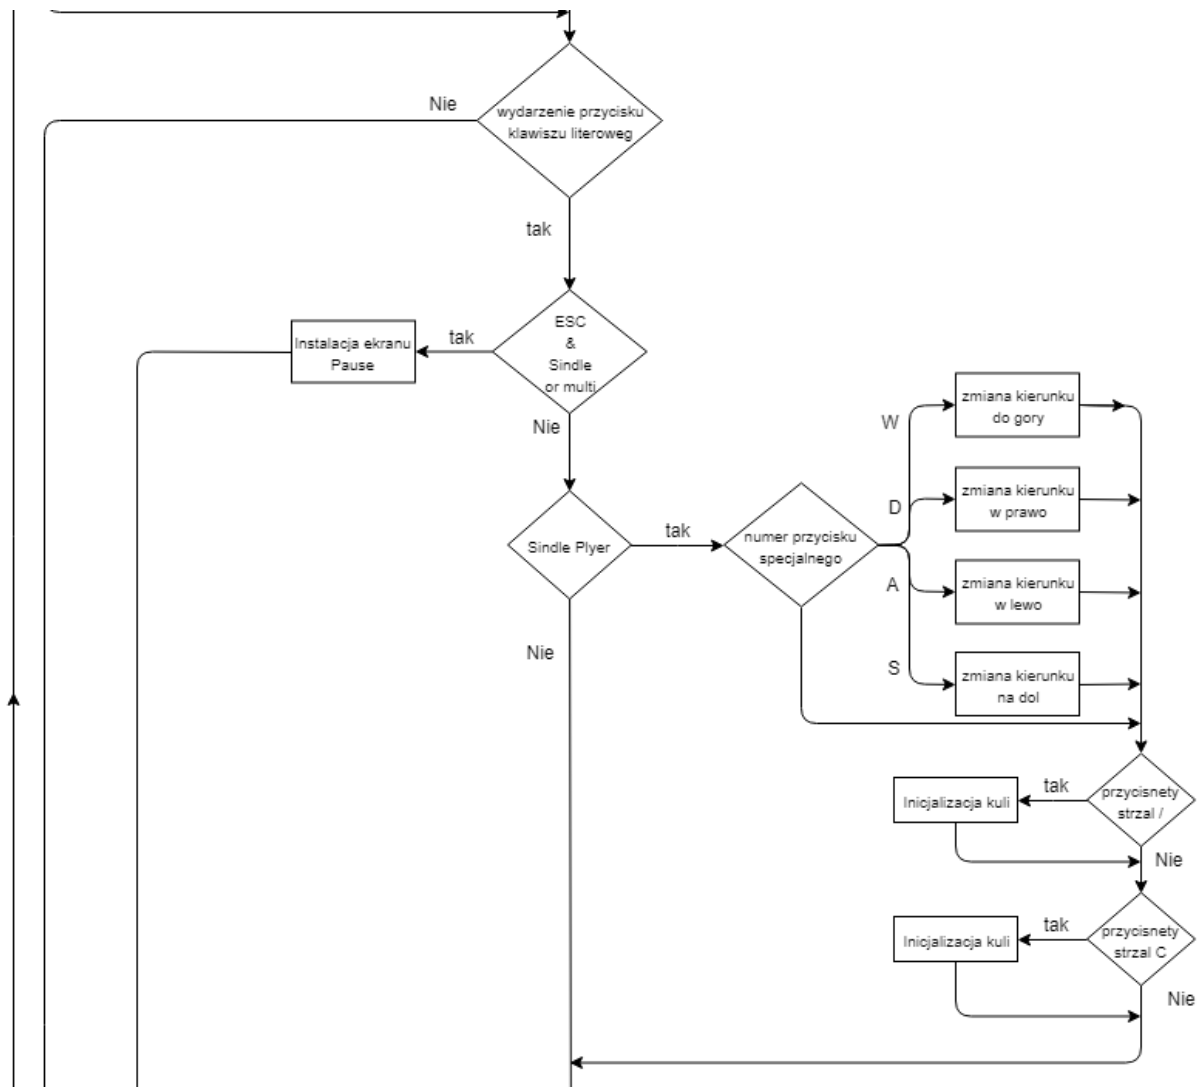 Nie
wydarzenie przycisku
klawiszu literoweg
tak
ESC
&
Sindle
or multi
tak
Instalacja ekranu
Pause
Nie
Sindle Plyer
tak
numer przycisku
specjalnego
W
zmiana kierunku
do gory
D
zmiana kierunku
w prawo
A
zmiana kierunku
w lewo
S
zmiana kierunku
na dol
Nie
przycisnety
strzal /
tak
Inicjalizacja kuli
Nie
przycisnety
strzal C
tak
Inicjalizacja kuli
Nie